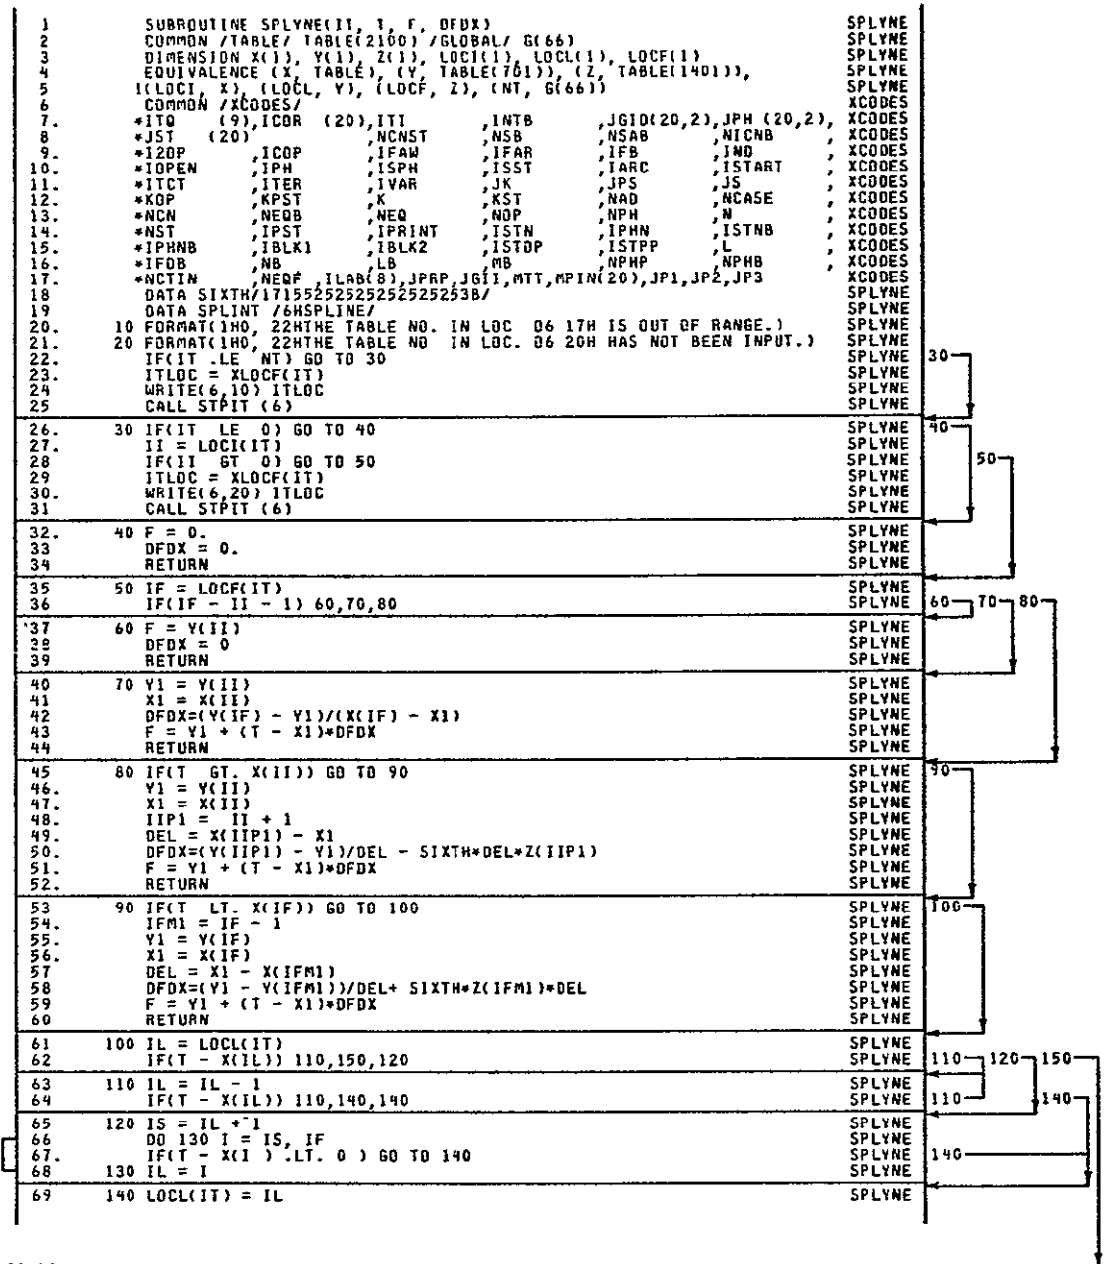 1 SUBROUTINE SPLYNE(IT, T, F, DFDX) SPLYNE
2 COMMON /TABLE/ TABLE(2100) /GLOBAL/ G(66) SPLYNE
3 DIMENSION X(1), Y(1), Z(1), LOCI(1), LOCL(1), LOCF(1) SPLYNE
4 EQUIVALENCE (X, TABLE), (Y, TABLE(701)), (Z, TABLE(1401)), SPLYNE
5 1(LOCI, X), (LOCL, Y), (LOCF, Z), (NT, G(66)) SPLYNE
6 COMMON /XCODES/ XCODES
7. *ITQ (9),ICOR (20),ITI ,INTB ,JGIO(20,2),JPH (20,2), XCODES
8 *JST (20) ,NCNST ,NSB ,NSAB ,NICNB , XCODES
9. *I2OP ,ICOP ,IFAW ,IFAR ,IFB ,IND , XCODES
10. *IOPEN ,IPH ,ISPH ,ISST ,IARC ,ISTART , XCODES
11. *ITCT ,ITER ,IVAR ,JK ,JPS ,JS , XCODES
12. *KOP ,KPST ,K ,KST ,NAD ,NCASE , XCODES
13. *NCN ,NEQB ,NEQ ,NOP ,NPH ,N , XCODES
14. *NST ,IPST ,IPRINT ,ISTN ,IPHN ,ISTNB , XCODES
15. *IPHNB ,IBLK1 ,IBLK2 ,ISTOP ,ISTPP ,L , XCODES
16. *IFDB ,NB ,LB ,MB ,NPHP ,NPHB , XCODES
17. *NCTIN ,NEQF ,ILAB(8),JPRP,JGII,MTT,MPIN(20),JP1,JP2,JP3 XCODES
18 DATA SIXTH/17155252525252525253B/ SPLYNE
19 DATA SPLINT /6HSPLINE/ SPLYNE
20. 10 FORMAT(1H0, 22HTHE TABLE NO. IN LOC O6 17H IS OUT OF RANGE.) SPLYNE
21. 20 FORMAT(1H0, 22HTHE TABLE NO IN LOC. O6 20H HAS NOT BEEN INPUT.) SPLYNE
22. IF(IT .LE NT) GO TO 30 SPLYNE 30
23. ITLOC = XLOCF(IT) SPLYNE
24 WRITE(6,10) ITLOC SPLYNE
25 CALL STPIT (6) SPLYNE
26. 30 IF(IT LE 0) GO TO 40 SPLYNE 40
27. II = LOCI(IT) SPLYNE
28 IF(II GT 0) GO TO 50 SPLYNE 50
29 ITLOC = XLOCF(IT) SPLYNE
30. WRITE(6,20) ITLOC SPLYNE
31 CALL STPIT (6) SPLYNE
32. 40 F = 0. SPLYNE
33 DFDX = 0. SPLYNE
34 RETURN SPLYNE
35 50 IF = LOCF(IT) SPLYNE
36 IF(IF - II - 1) 60,70,80 SPLYNE 60 70 80
37 60 F = Y(II) SPLYNE
38 DFDX = 0 SPLYNE
39 RETURN SPLYNE
40 70 Y1 = Y(II) SPLYNE
41 X1 = X(II) SPLYNE
42 DFDX=(Y(IF) - Y1)/(X(IF) - X1) SPLYNE
43 F = Y1 + (T - X1)*DFDX SPLYNE
44 RETURN SPLYNE
45 80 IF(T GT. X(II)) GO TO 90 SPLYNE 90
46. Y1 = Y(II) SPLYNE
47. X1 = X(II) SPLYNE
48. IIP1 = II + 1 SPLYNE
49. DEL = X(IIP1) - X1 SPLYNE
50. DFDX=(Y(IIP1) - Y1)/DEL - SIXTH*DEL*Z(IIP1) SPLYNE
51. F = Y1 + (T - X1)*DFDX SPLYNE
52. RETURN SPLYNE
53 90 IF(T LT. X(IF)) GO TO 100 SPLYNE 100
54. IFM1 = IF - 1 SPLYNE
55. Y1 = Y(IF) SPLYNE
56. X1 = X(IF) SPLYNE
57 DEL = X1 - X(IFM1) SPLYNE
58 DFDX=(Y1 - Y(IFM1))/DEL+ SIXTH*Z(IFM1)*DEL SPLYNE
59 F = Y1 + (T - X1)*DFDX SPLYNE
60 RETURN SPLYNE
61 100 IL = LOCL(IT) SPLYNE
62 IF(T - X(IL)) 110,150,120 SPLYNE 110 120 150
63 110 IL = IL - 1 SPLYNE
64 IF(T - X(IL)) 110,140,140 SPLYNE 110 140
65 120 IS = IL + 1 SPLYNE
66 DO 130 I = IS, IF SPLYNE
67. IF(T - X(I ) .LT. 0 ) GO TO 140 SPLYNE 140
68 130 IL = I SPLYNE
69 140 LOCL(IT) = IL SPLYNE